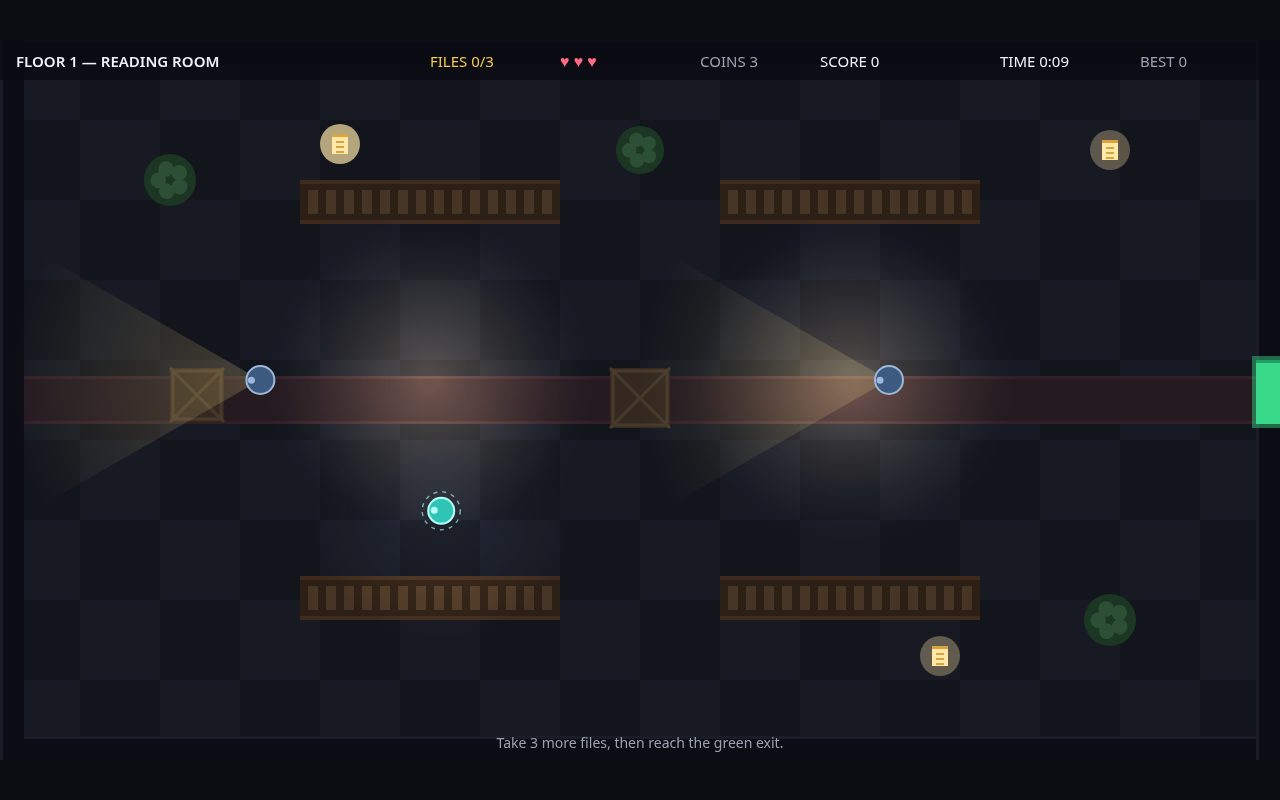 FLOOR 1 — READING ROOM FILES 0/3 ♥ ♥ ♥ COINS 3 SCORE 0 TIME 0:09 BEST 0
Take 3 more files, then reach the green exit.